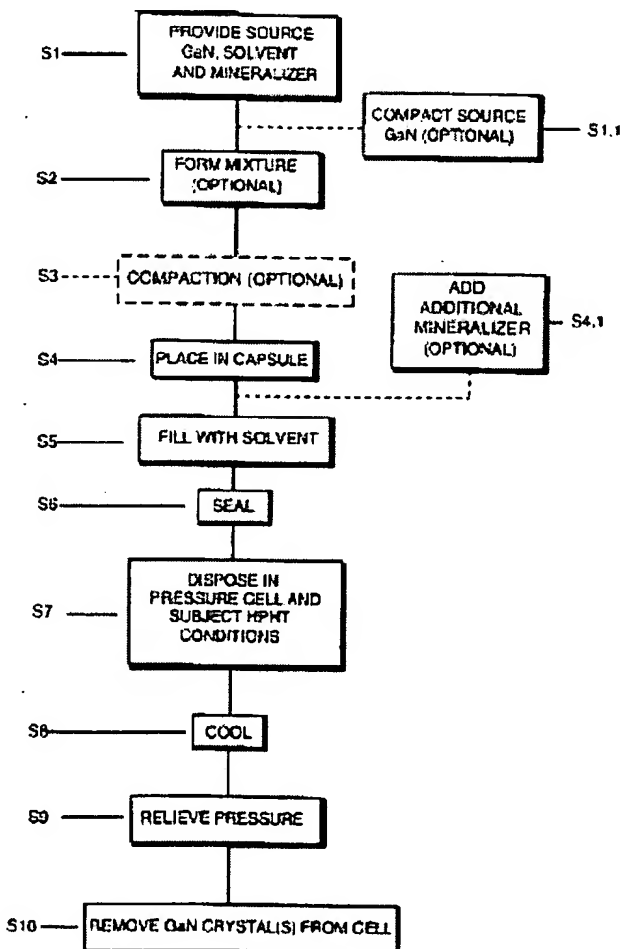 S1
PROVIDE SOURCE
GaN, SOLVENT
AND MINERALIZER
COMPACT SOURCE
GaN (OPTIONAL)
S1,1
S2
FORM MIXTURE
(OPTIONAL)
S3
COMPACTION (OPTIONAL)
ADD
ADDITIONAL
MINERALIZER
(OPTIONAL)
S4,1
S4
PLACE IN CAPSULE
S5
FILL WITH SOLVENT
S6
SEAL
S7
DISPOSE IN
PRESSURE CELL AND
SUBJECT HPHT
CONDITIONS
S8
COOL
S9
RELIEVE PRESSURE
S10
REMOVE GaN CRYSTAL(S) FROM CELL